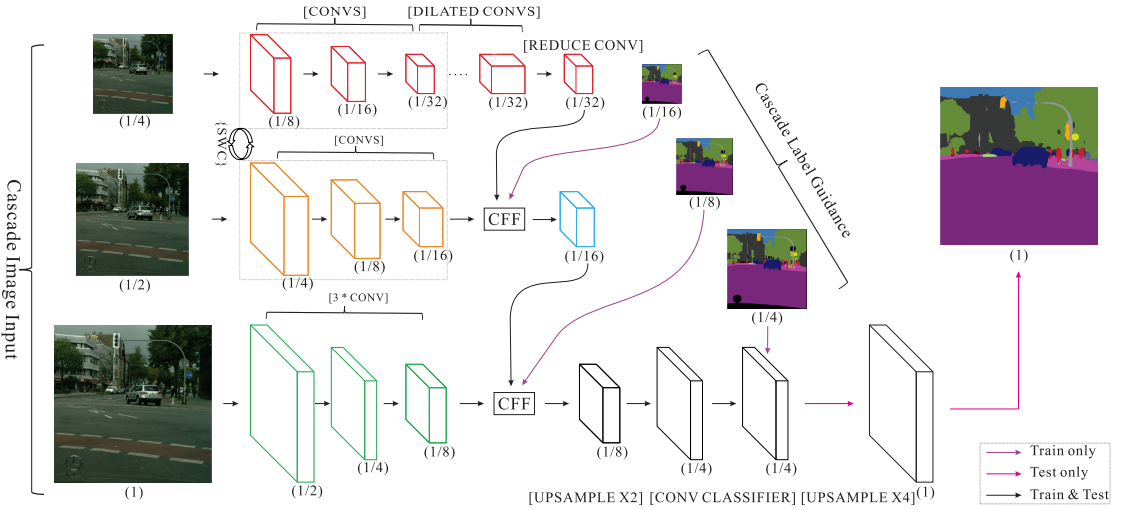 [CONVS]
[DILATED CONVS]
[REDUCE CONV]
(1/4)
(1/8)
(1/16)
(1/32)
(1/32)
(1/32)
(1/16)
{SWC}
[CONVS]
(1/2)
(1/4)
(1/8)
(1/16)
CFF
(1/16)
(1/8)
Cascade Label Guidance
Cascade Image Input
[3 * CONV]
(1)
(1/2)
(1/4)
(1/8)
CFF
(1/8)
(1/4)
(1/4)
(1/4)
(1)
(1)
[UPSAMPLE X2] [CONV CLASSIFIER] [UPSAMPLE X4]
Train only
Test only
Train & Test